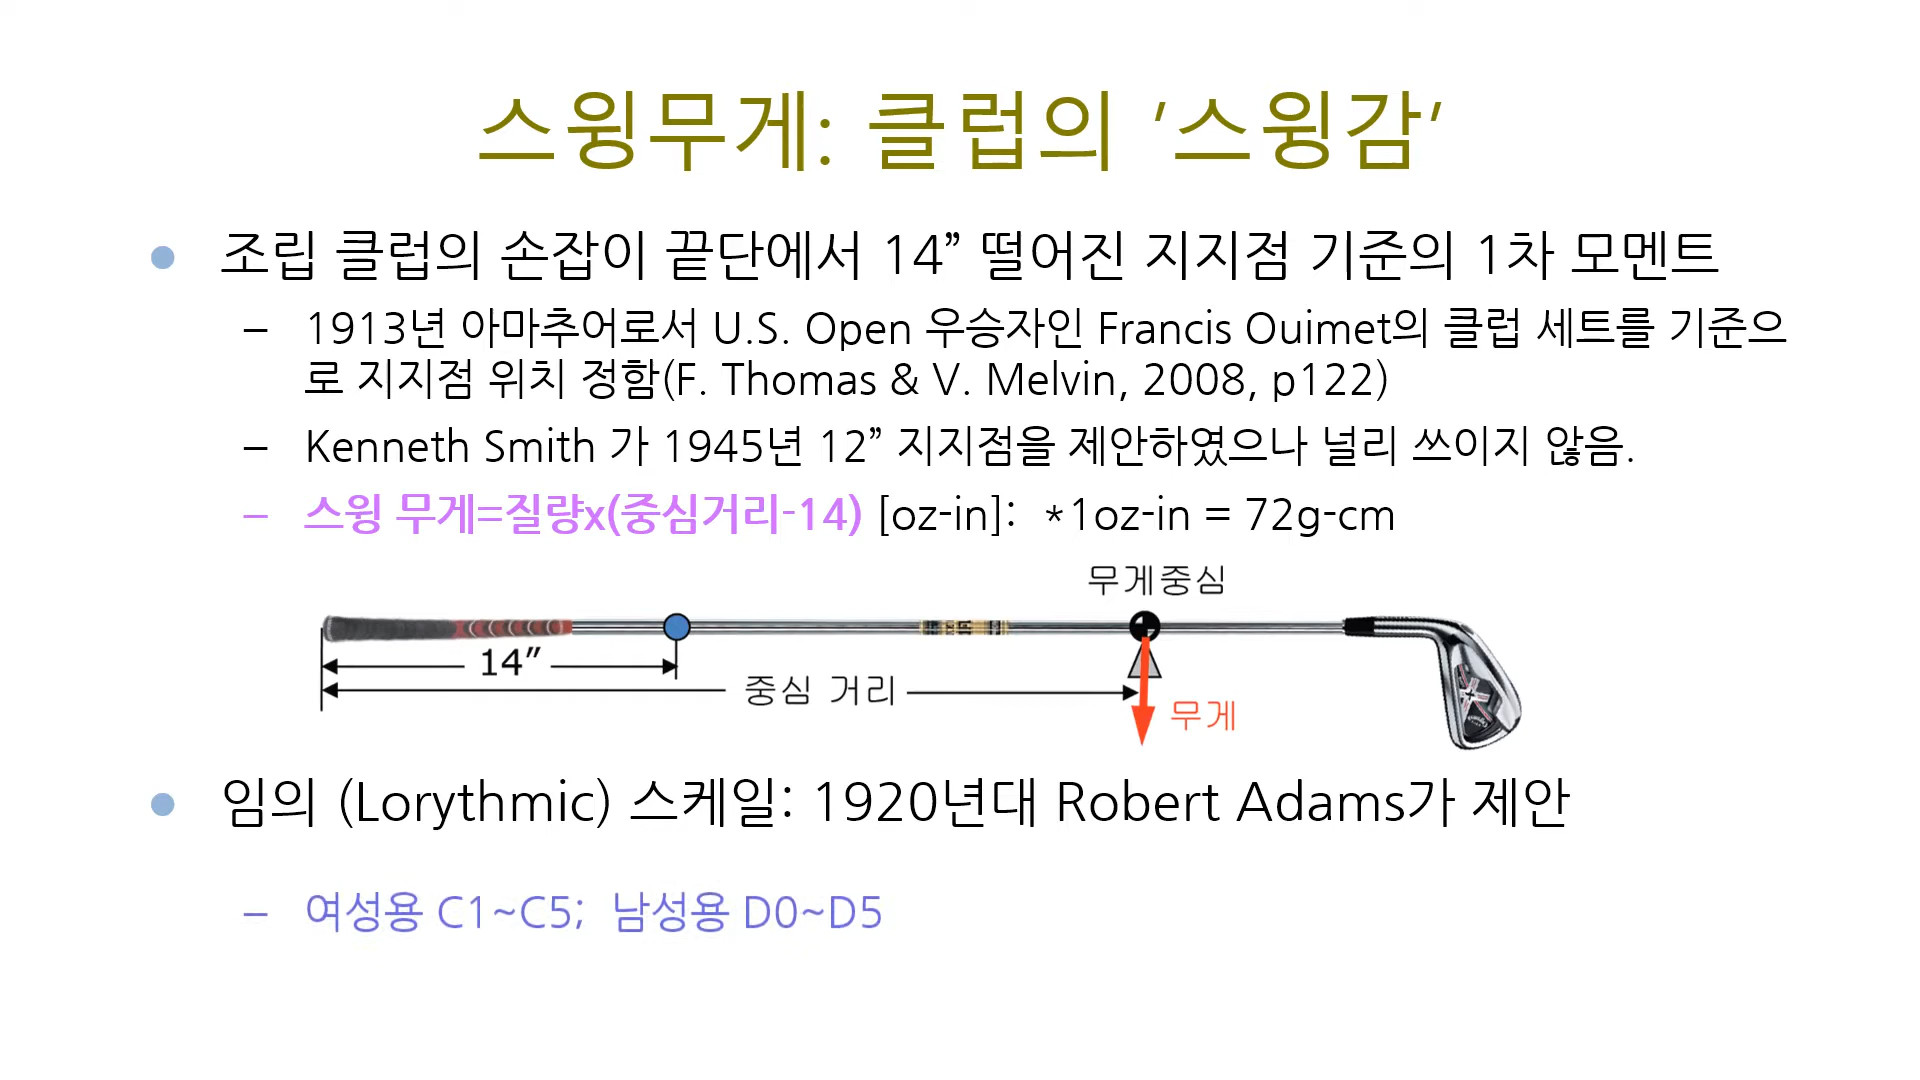 스윙무게: 클럽의 '스윙감'
조립 클럽의 손잡이 끝단에서 14” 떨어진 지지점 기준의 1차 모멘트
– 1913년 아마추어로서 U.S. Open 우승자인 Francis Ouimet의 클럽 세트를 기준으
로 지지점 위치 정함(F. Thomas & V. Melvin, 2008, p122)
– Kenneth Smith 가 1945년 12” 지지점을 제안하였으나 널리 쓰이지 않음.
– 스윙 무게=질량x(중심거리-14) [oz-in]: *1oz-in = 72g-cm
무게중심
14”
중심 거리
무게
임의 (Lorythmic) 스케일: 1920년대 Robert Adams가 제안
– 여성용 C1~C5; 남성용 D0~D5